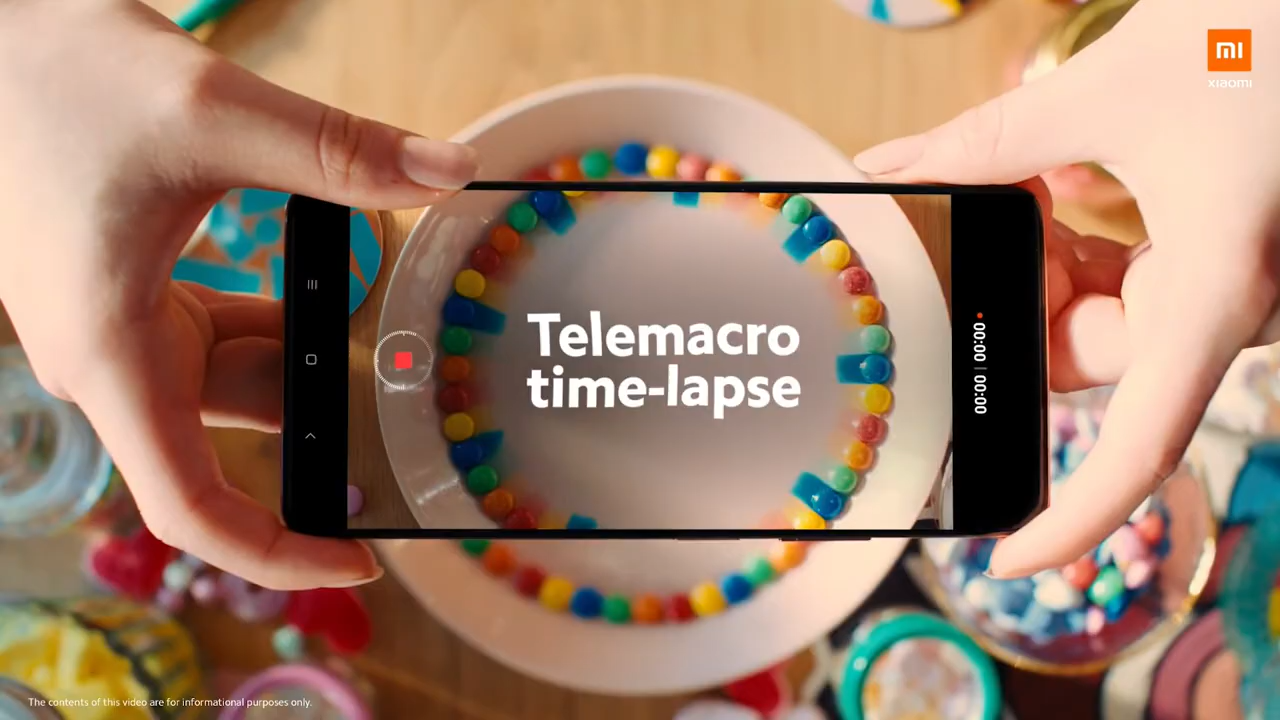 mi
xiaomi
Telemacro
time-lapse
00:00 | 00:00
The contents of this video are for informational purposes only.